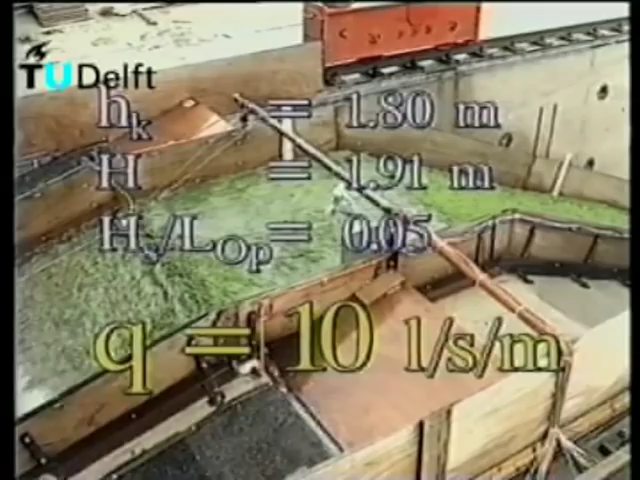 TUDelft
hk = 1.80 m
H = 1.91 m
Hs/LOp = 0.05
q = 10 l/s/m